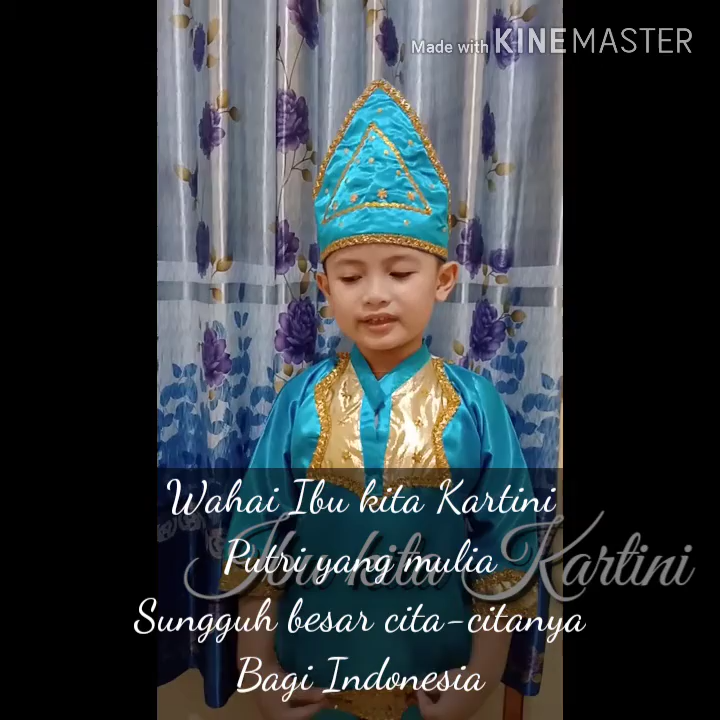 Made with KINEMASTER
Wahai Ibu kita Kartini
Putri yang mulia
Ibu kita Kartini
Sungguh besar cita-citanya
Bagi Indonesia